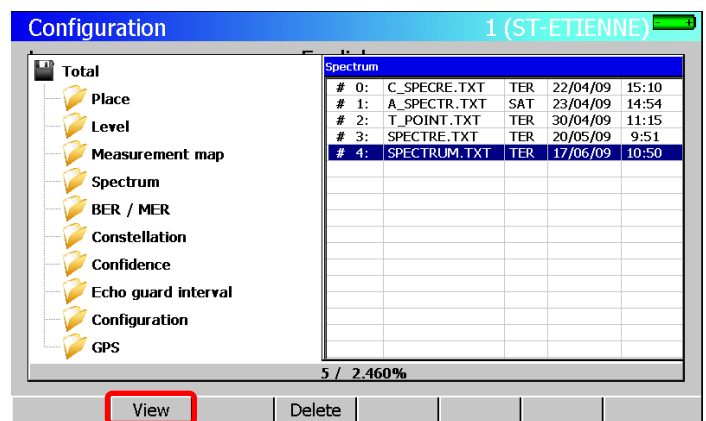 Configuration 1 (ST-ETIENNE)
Total
Place
Level
Measurement map
Spectrum
BER / MER
Constellation
Confidence
Echo guard interval
Configuration
GPS
Spectrum
# 0: C_SPECRE.TXT TER 22/04/09 15:10
# 1: A_SPECTR.TXT SAT 23/04/09 14:54
# 2: T_POINT.TXT TER 30/04/09 11:15
# 3: SPECTRE.TXT TER 20/05/09 9:51
# 4: SPECTRUM.TXT TER 17/06/09 10:50
5 / 2.460%
View Delete